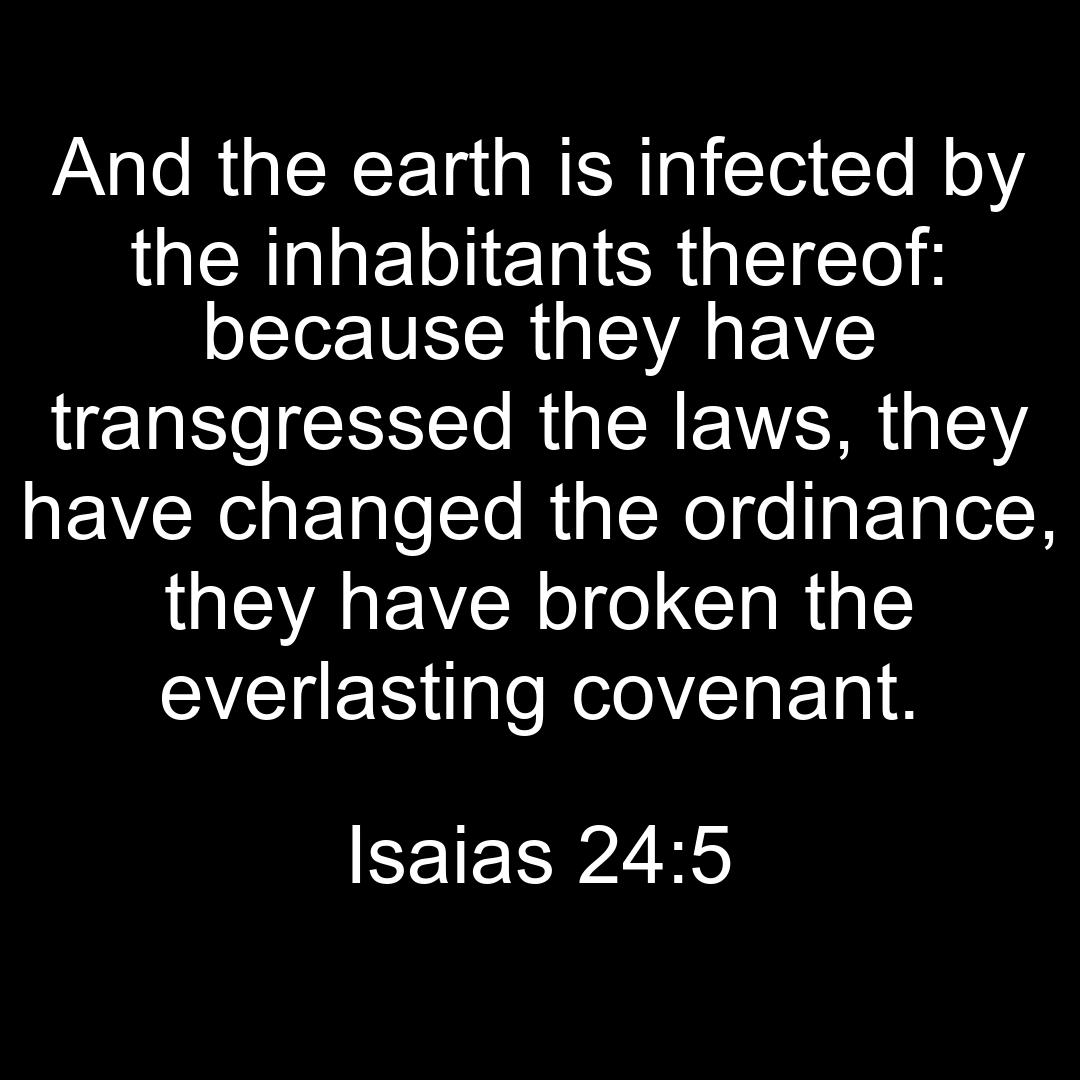 And the earth is infected by
the inhabitants thereof:
because they have
transgressed the laws, they
have changed the ordinance,
they have broken the
everlasting covenant.
Isaias 24:5